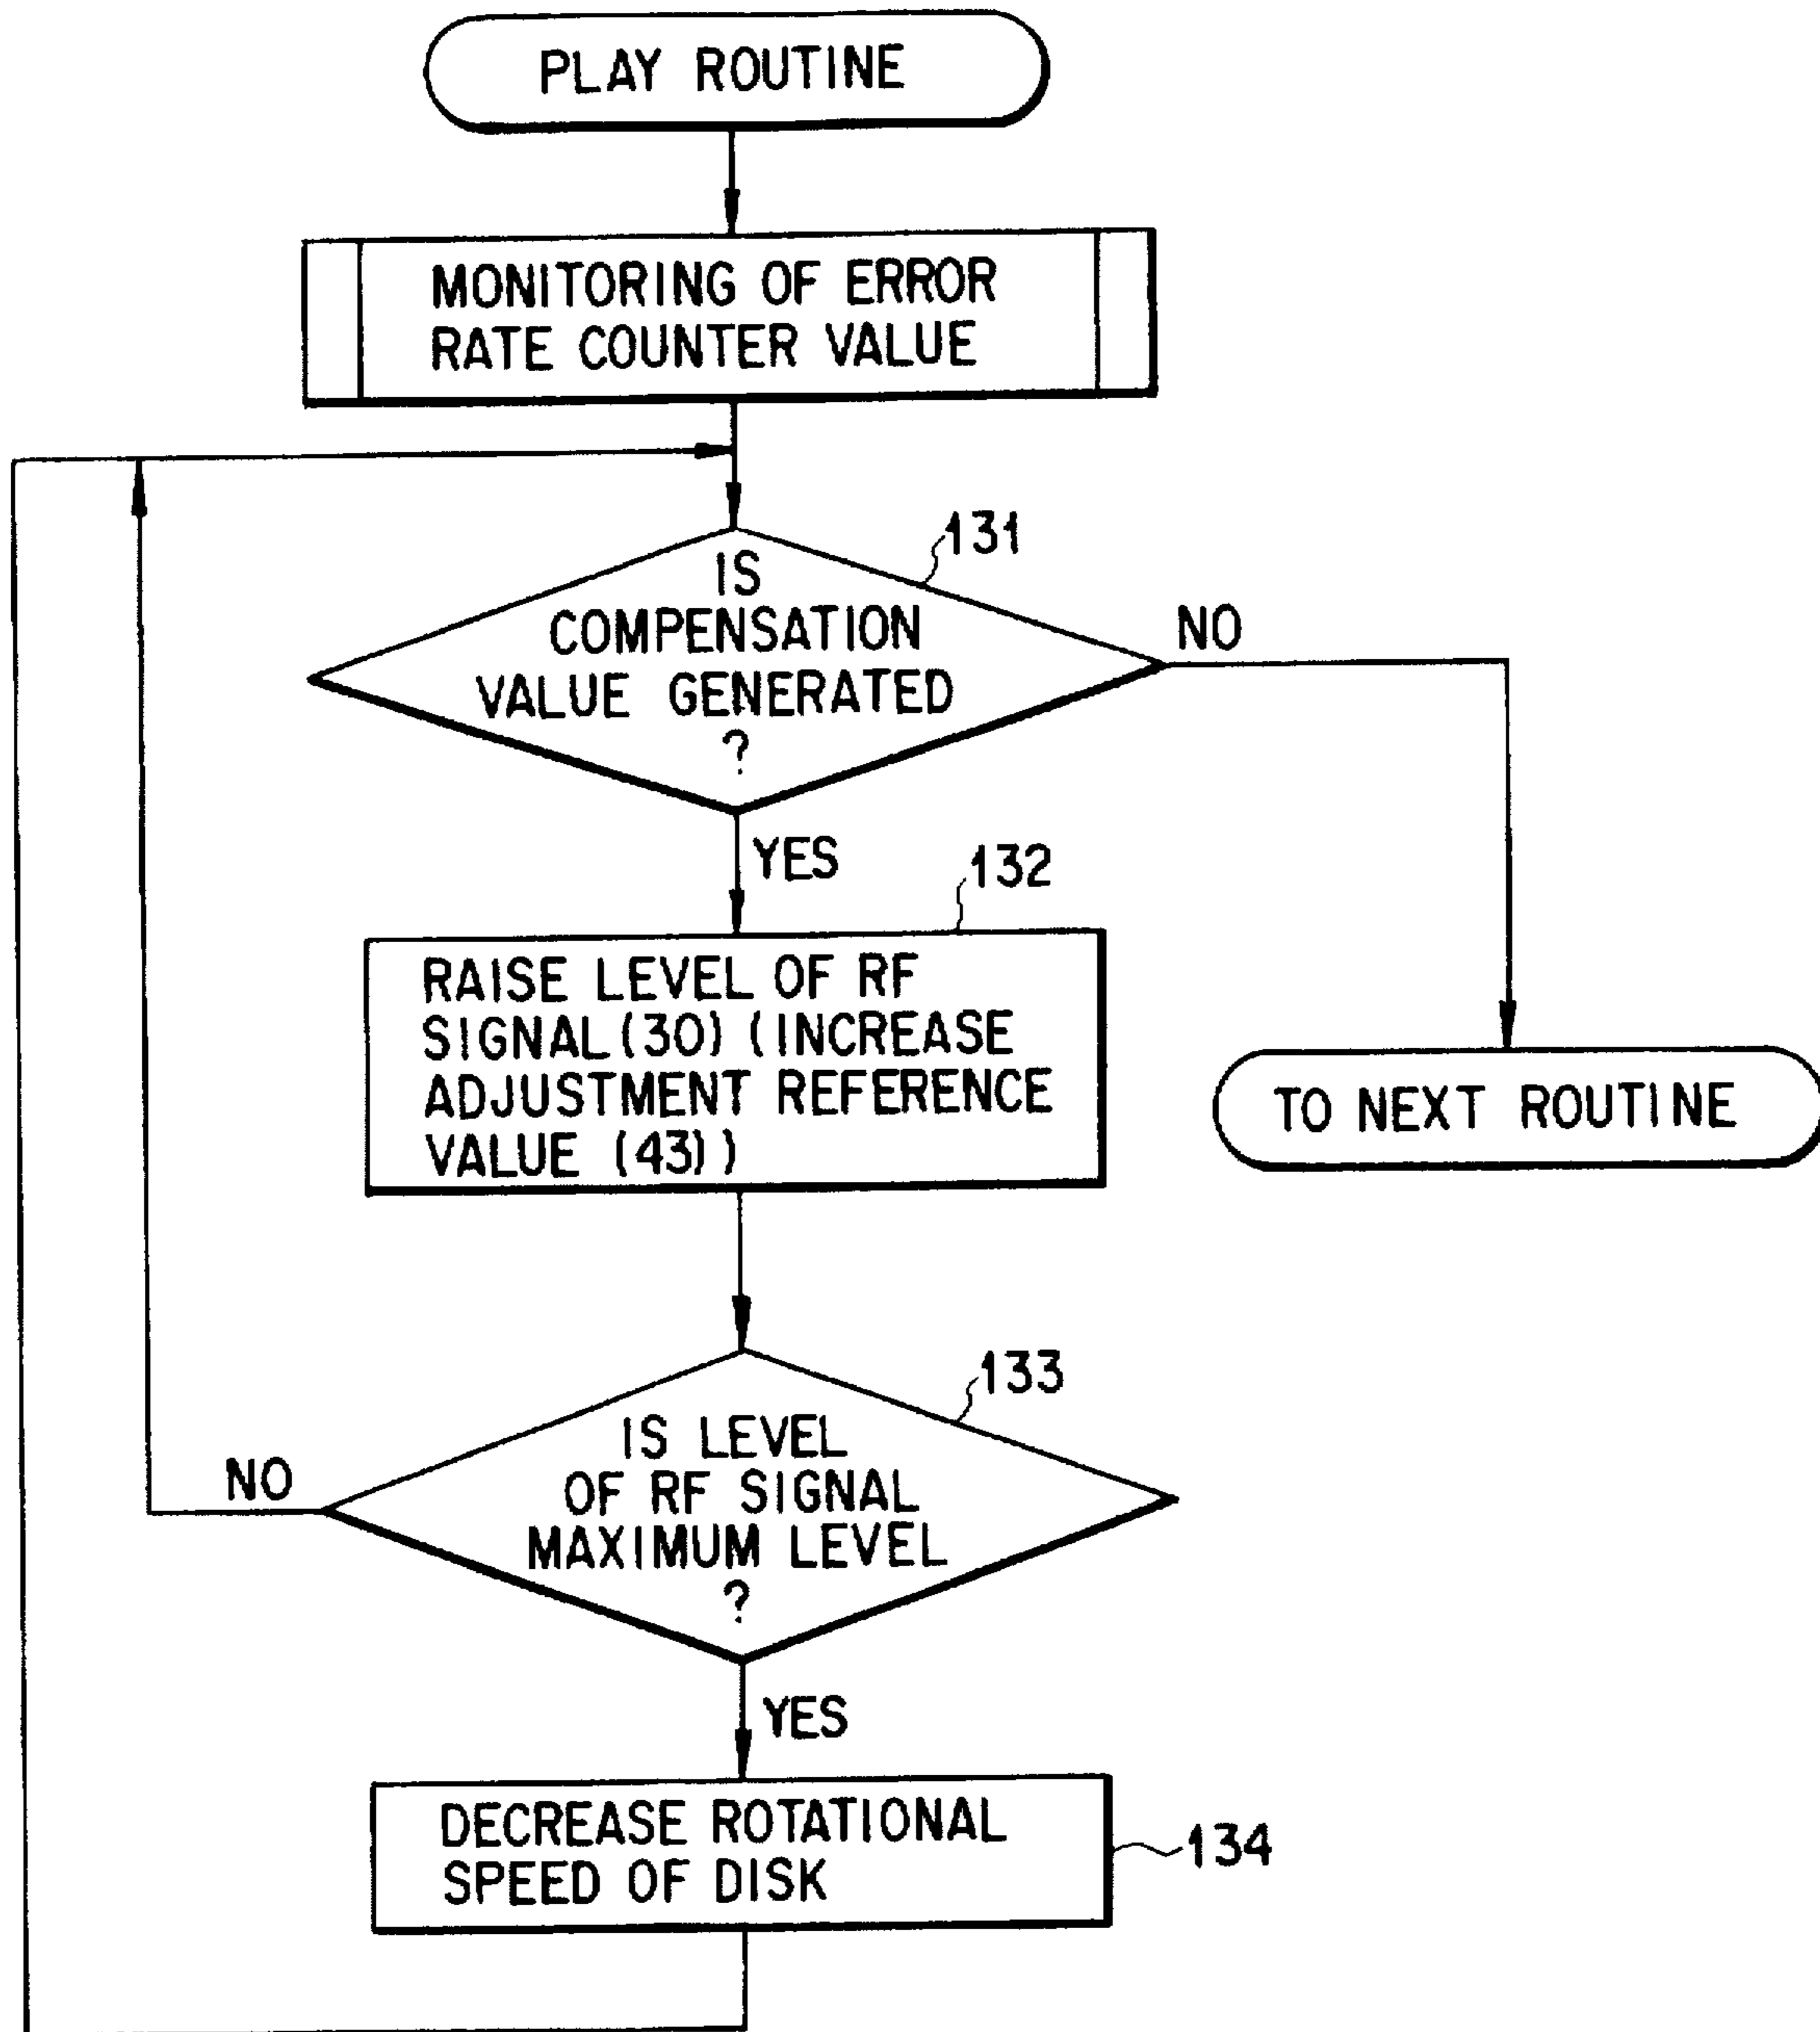 PLAY ROUTINE
MONITORING OF ERROR
RATE COUNTER VALUE
131
IS
COMPENSATION
VALUE GENERATED
?
NO
YES
132
RAISE LEVEL OF RF
SIGNAL(30) (INCREASE
ADJUSTMENT REFERENCE
VALUE (43))
TO NEXT ROUTINE
133
IS LEVEL
OF RF SIGNAL
MAXIMUM LEVEL
?
NO
YES
DECREASE ROTATIONAL
SPEED OF DISK
134